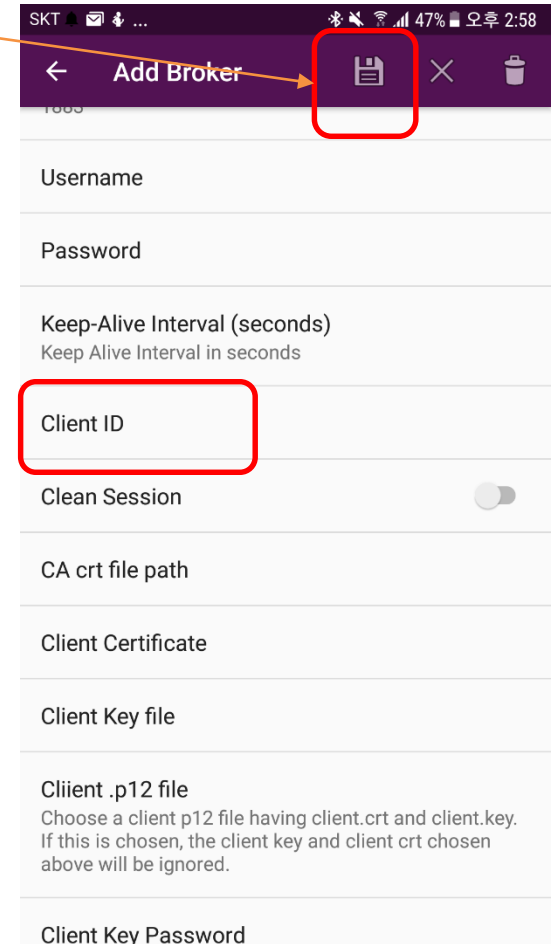 SKT ... 47% 오후 2:58
Add Broker
1883
Username
Password
Keep-Alive Interval (seconds)
Keep Alive Interval in seconds
Client ID
Clean Session
CA crt file path
Client Certificate
Client Key file
Cliient .p12 file
Choose a client p12 file having client.crt and client.key.
If this is chosen, the client key and client crt chosen
above will be ignored.
Client Key Password